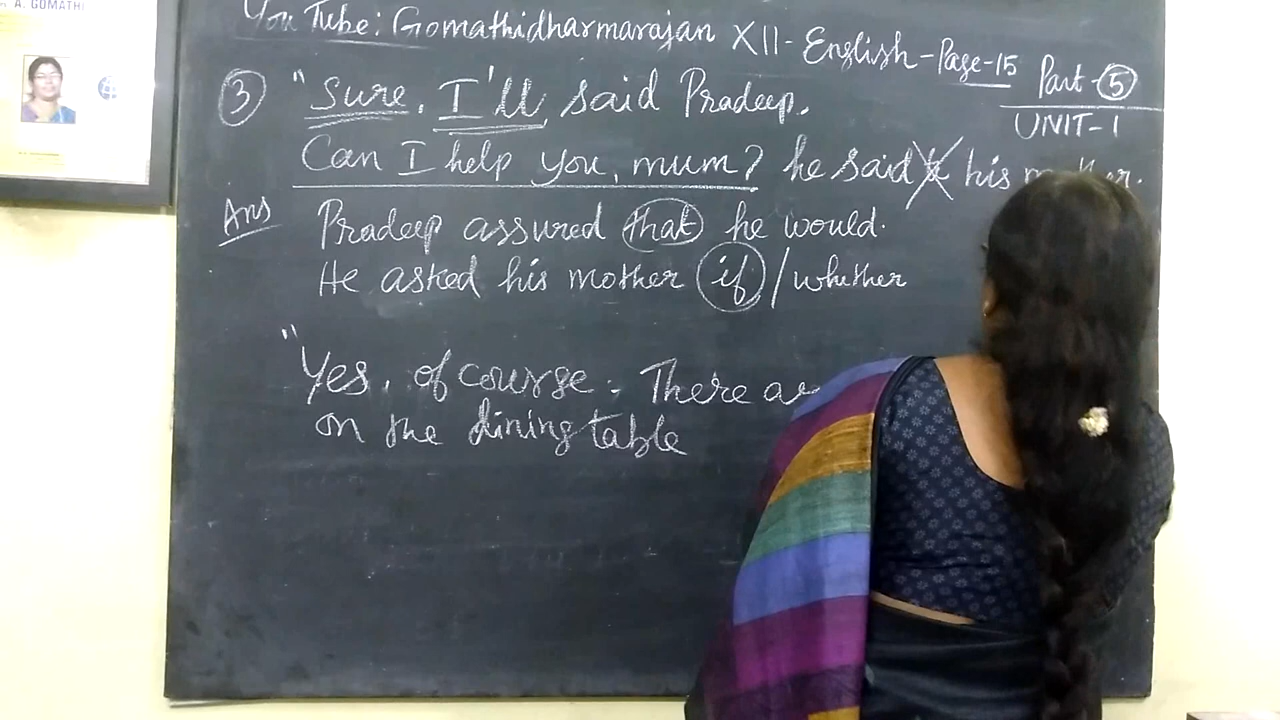 A. GOMATHI
YouTube: Gomathidharmarajan XII - English - Page-15 Part-5
UNIT-1
3 "Sure. I'll said Pradeep.
Can I help you, mum? he said his mother.
Ans Pradeep assured that he would.
He asked his mother if / whether
"Yes, of course. There
on the dining table